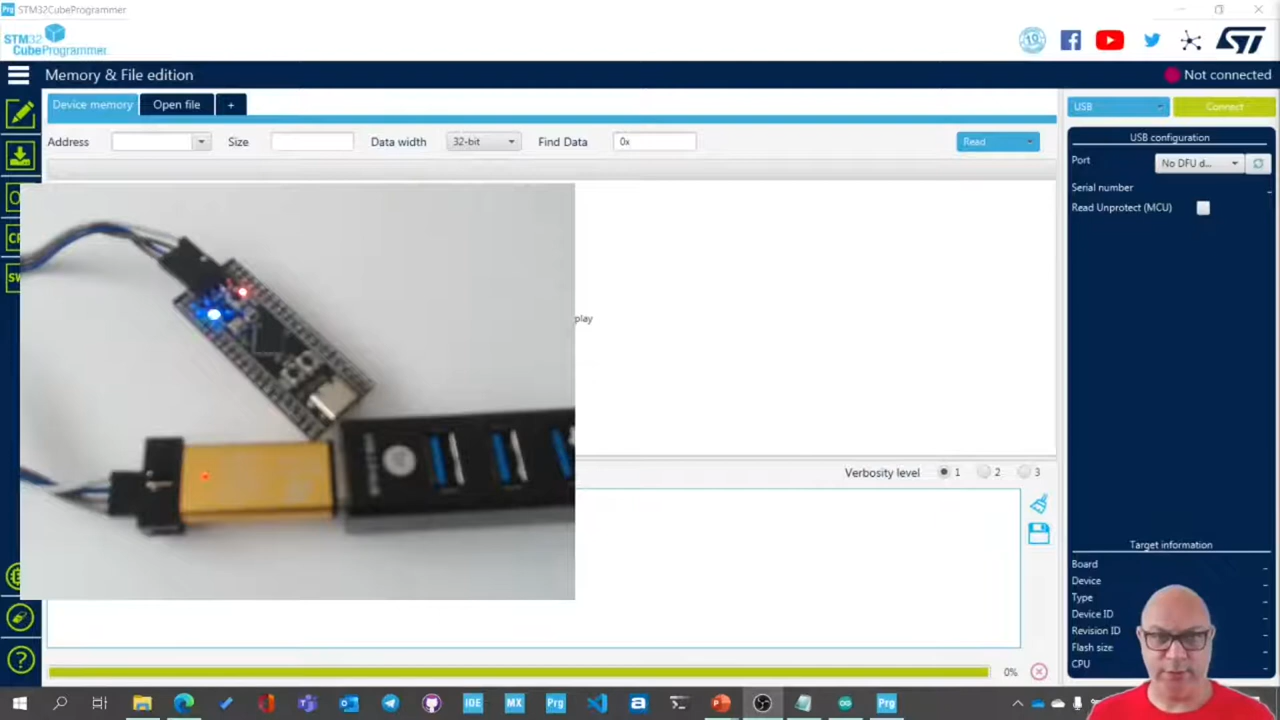 Prg STM32CubeProgrammer
STM32
CubeProgrammer
19
Memory & File edition
Not connected
Device memory
Open file
+
USB
Connect
Address
Size
Data width
32-bit
Find Data
0x
Read
USB configuration
Port
No DFU d...
Serial number
Read Unprotect (MCU)
play
Verbosity level
1
2
3
Target information
Board
Device
Type
Device ID
Revision ID
Flash size
CPU
0%
IDE
MX
Prg
Prg